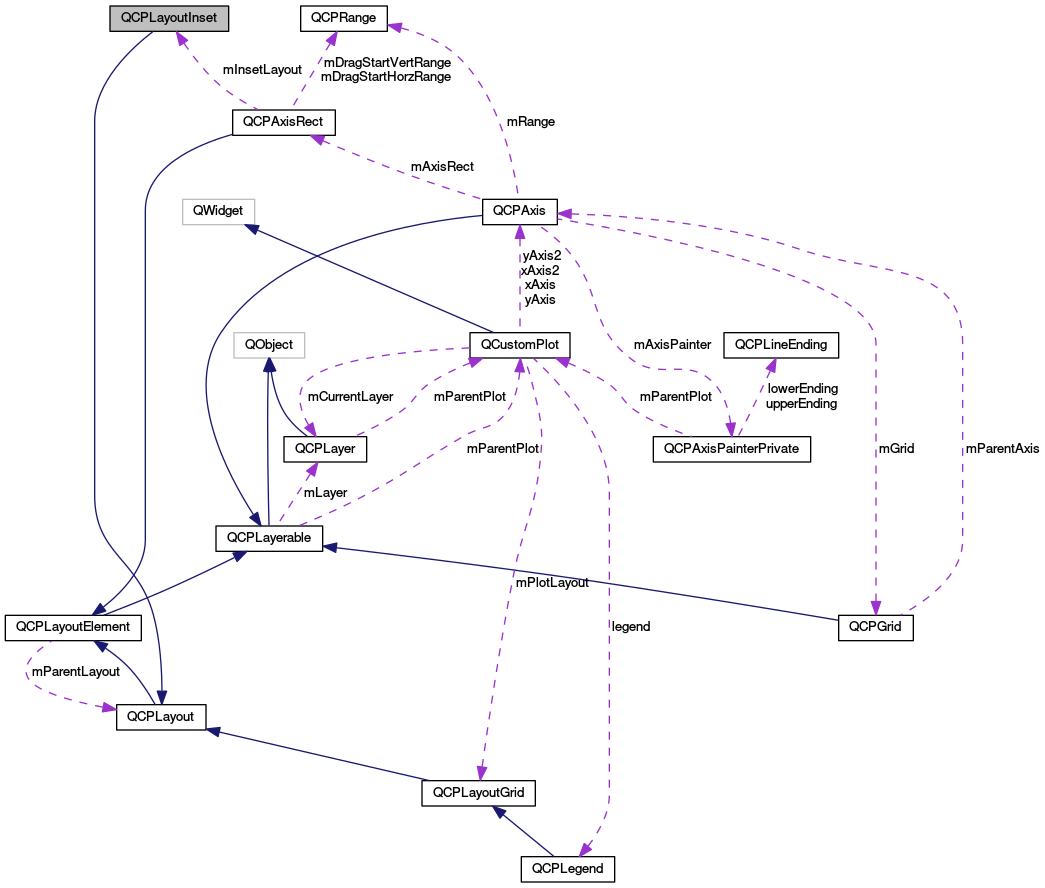 QCPLayoutInset
QCPRange
mInsetLayout
mDragStartVertRange
mDragStartHorzRange
QCPAxisRect
mRange
mAxisRect
QWidget
QCPAxis
yAxis2
xAxis2
xAxis
yAxis
QObject
QCustomPlot
mAxisPainter
QCPLineEnding
mCurrentLayer
mParentPlot
mParentPlot
lowerEnding
upperEnding
QCPLayer
mParentPlot
QCPAxisPainterPrivate
mGrid
mParentAxis
mLayer
QCPLayerable
mPlotLayout
QCPLayoutElement
legend
QCPGrid
mParentLayout
QCPLayout
QCPLayoutGrid
QCPLegend